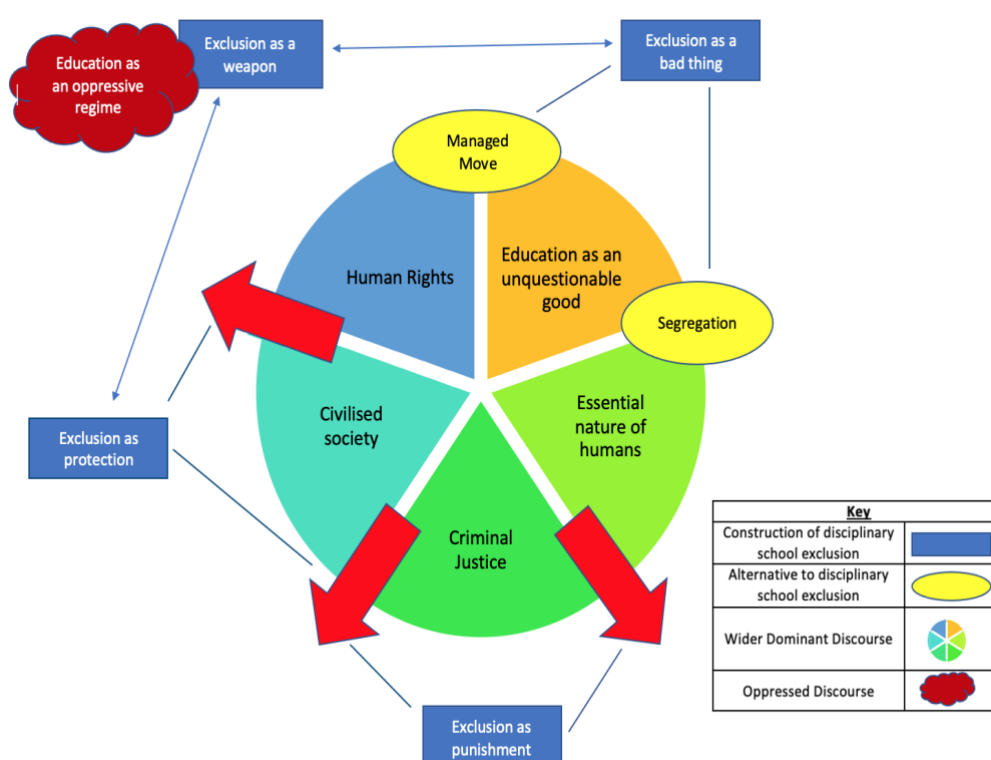 Exclusion as a
weapon
Exclusion as a
bad thing
Education as
an oppressive
regime
Managed
Move
Human Rights
Education as an
unquestionable
good
Segregation
Civilised
society
Essential
nature of
humans
Exclusion as
protection
Criminal
Justice
Exclusion as
punishment
Key
Construction of disciplinary
school exclusion
Alternative to disciplinary
school exclusion
Wider Dominant Discourse
Oppressed Discourse